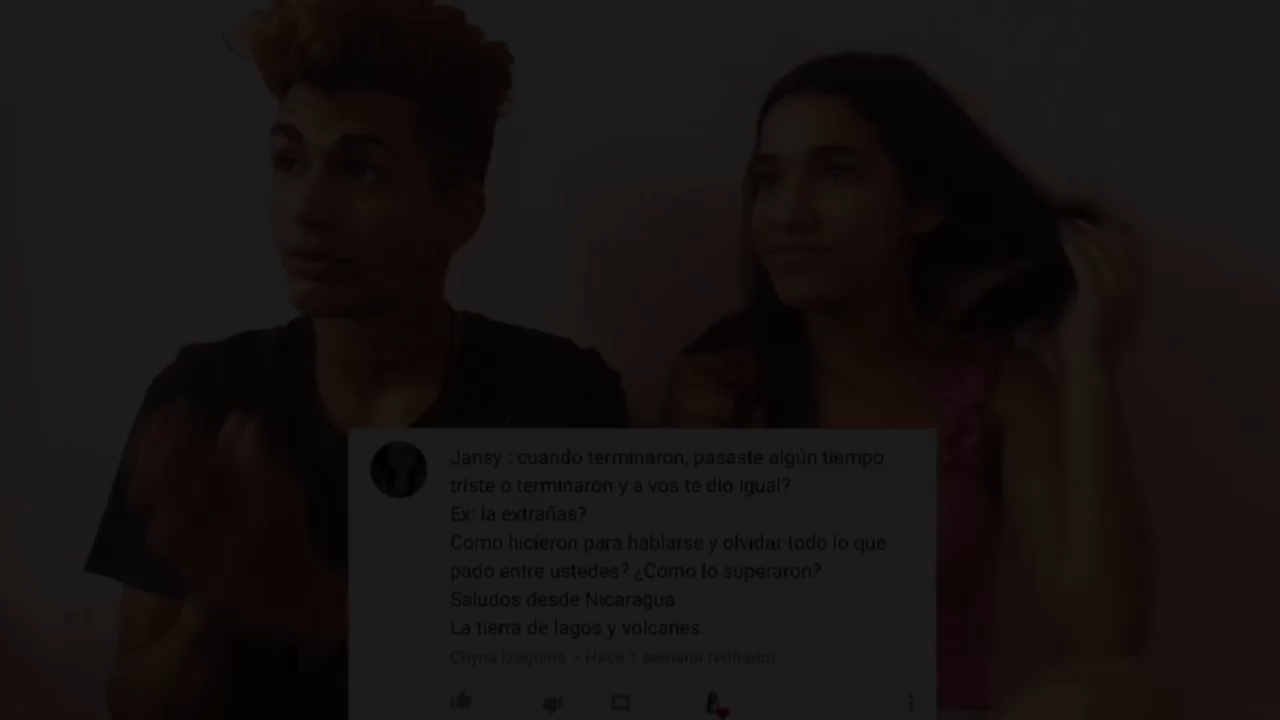 Jansy : cuando terminaron, pasaste algún tiempo
triste o terminaron y a vos te dio igual?
Ex: la extrañas?
Como hicieron para hablarse y olvidar todo lo que
pado entre ustedes? ¿Como lo superaron?
Saludos desde Nicaragua
La tierra de lagos y volcanes.
Chyna Izaguirre • Hace 1 semana (editado)